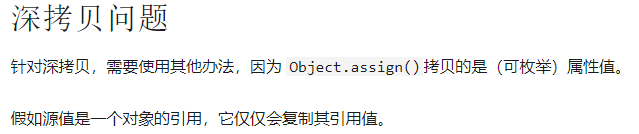 深拷贝问题
针对深拷贝，需要使用其他办法，因为 Object.assign()拷贝的是（可枚举）属性值。
假如源值是一个对象的引用，它仅仅会复制其引用值。